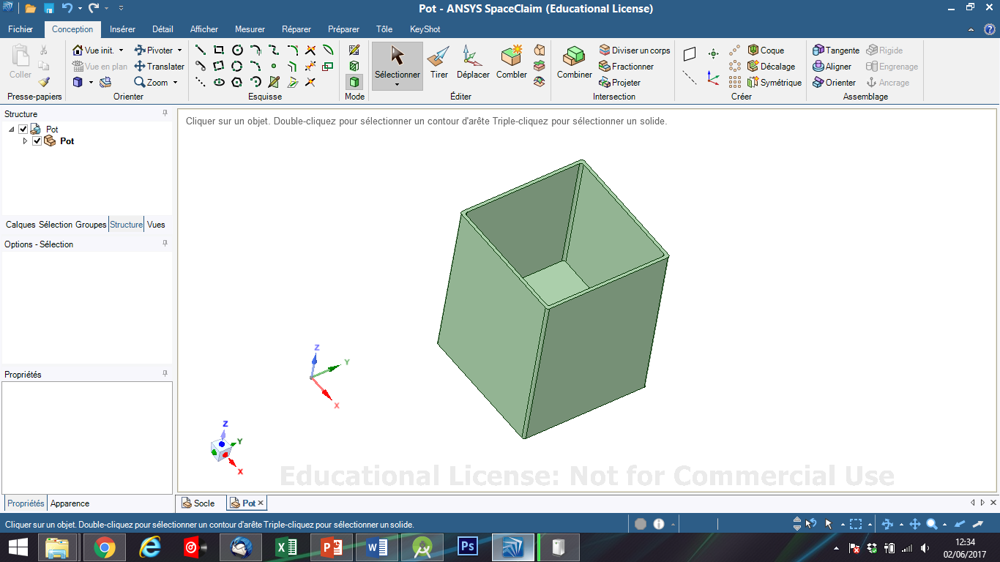 Pot - ANSYS SpaceClaim (Educational License)
Fichier Conception Insérer Détail Afficher Mesurer Réparer Préparer Tôle KeyShot
Coller
Presse-papiers
Vue init. Pivoter
Vue en plan Translater
Zoom
Orienter
Esquisse
Mode
Sélectionner Tirer Déplacer Combler
Éditer
Combiner
Diviser un corps
Fractionner
Projeter
Intersection
Coque
Décalage
Symétrique
Créer
Tangente Rigide
Aligner Engrenage
Orienter Ancrage
Assemblage
Structure
Pot
Pot
Calques Sélection Groupes Structure Vues
Options - Sélection
Propriétés
Propriétés Apparence
Cliquer sur un objet. Double-cliquez pour sélectionner un contour d'arête Triple-cliquez pour sélectionner un solide.
Z
Y
X
Z
Y
X
Educational License: Not for Commercial Use
Socle Pot
Cliquer sur un objet. Double-cliquez pour sélectionner un contour d'arête Triple-cliquez pour sélectionner un solide.
Ps
12:34
02/06/2017